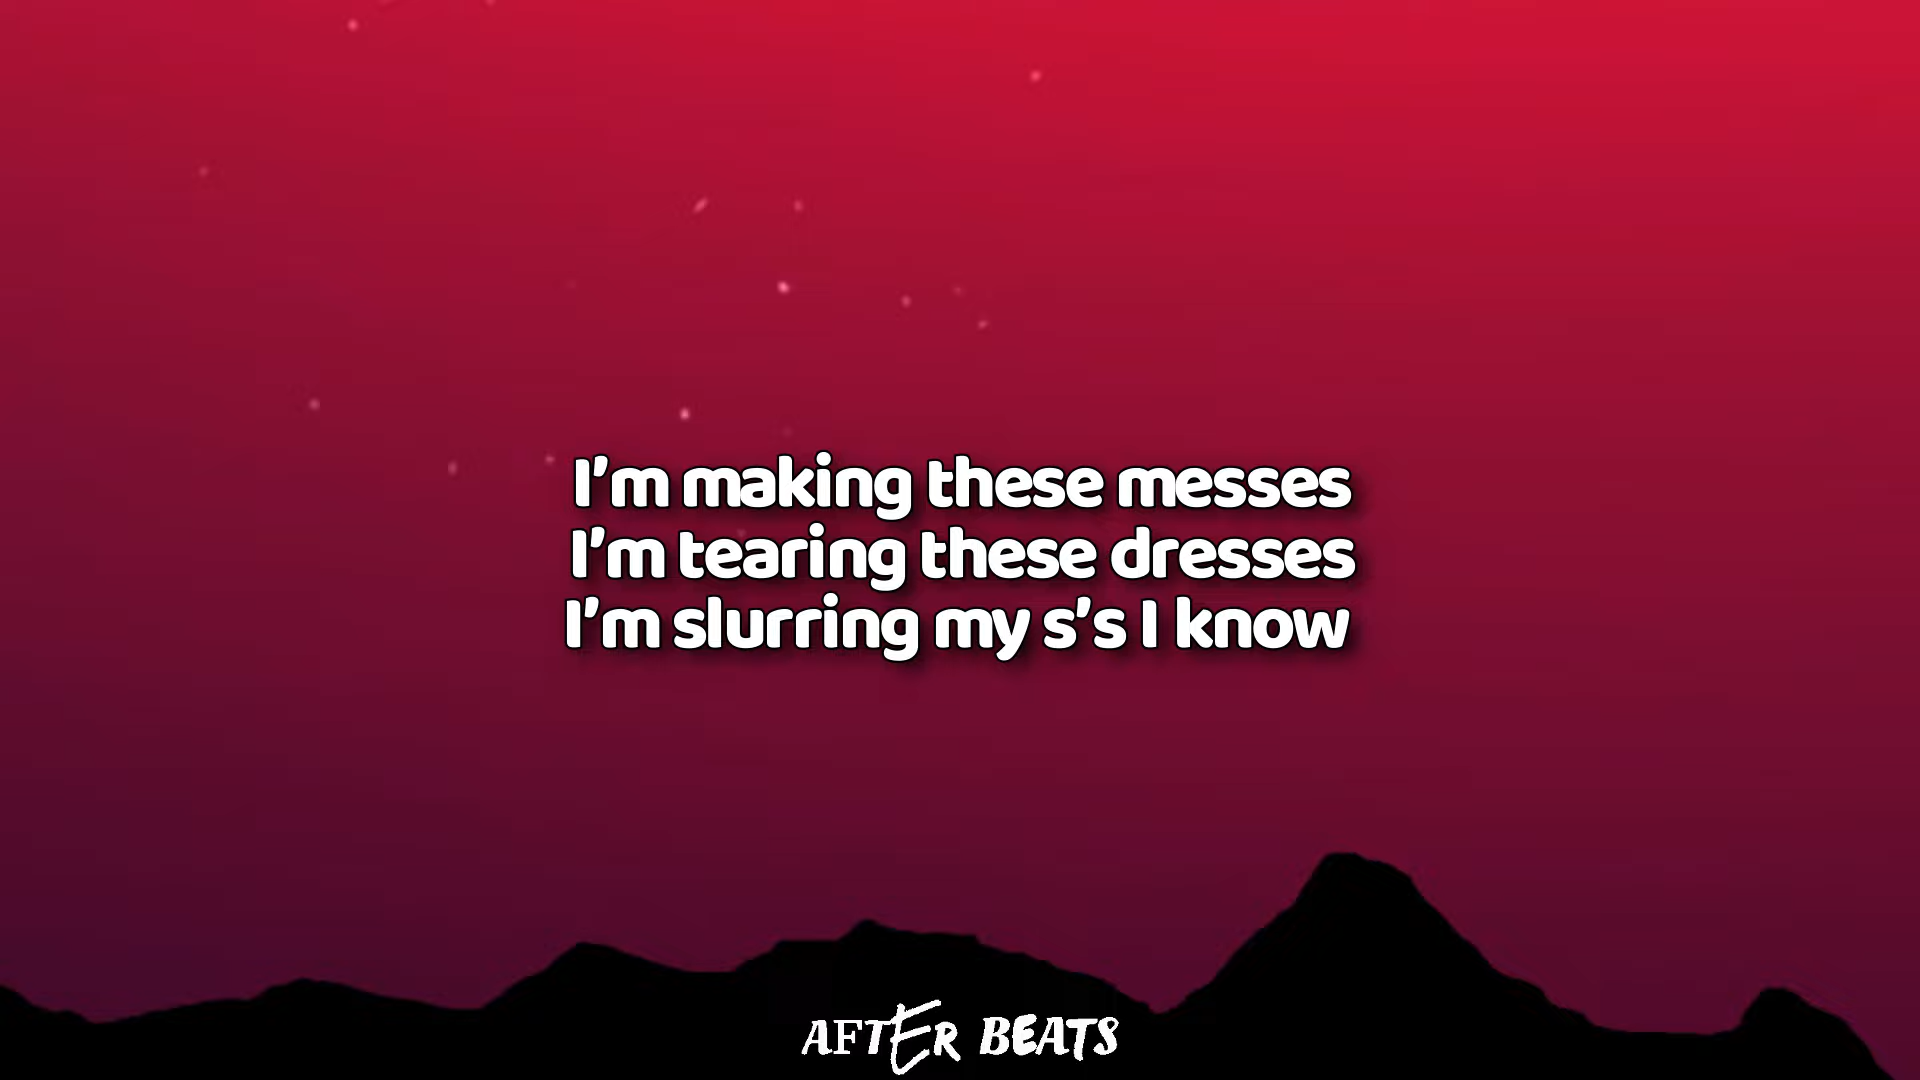 I’m making these messes
I’m tearing these dresses
I’m slurring my s’s I know
AFTER BEATS